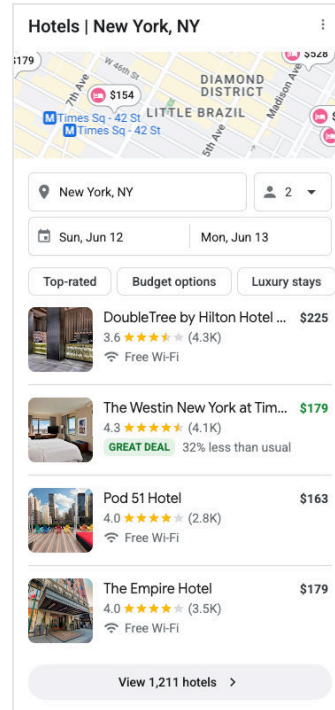 Hotels | New York, NY
$179
W 46th St
$528
7th Ave
$154
DIAMOND
DISTRICT
Madison Ave
LITTLE BRAZIL
M Times Sq - 42 St
M Times Sq - 42 St
5th Ave
New York, NY
2
Sun, Jun 12
Mon, Jun 13
Top-rated
Budget options
Luxury stays
DoubleTree by Hilton Hotel ... $225
3.6 (4.3K)
Free Wi-Fi
The Westin New York at Tim... $179
4.3 (4.1K)
GREAT DEAL 32% less than usual
Pod 51 Hotel $163
4.0 (2.8K)
Free Wi-Fi
The Empire Hotel $179
4.0 (3.5K)
Free Wi-Fi
View 1,211 hotels >